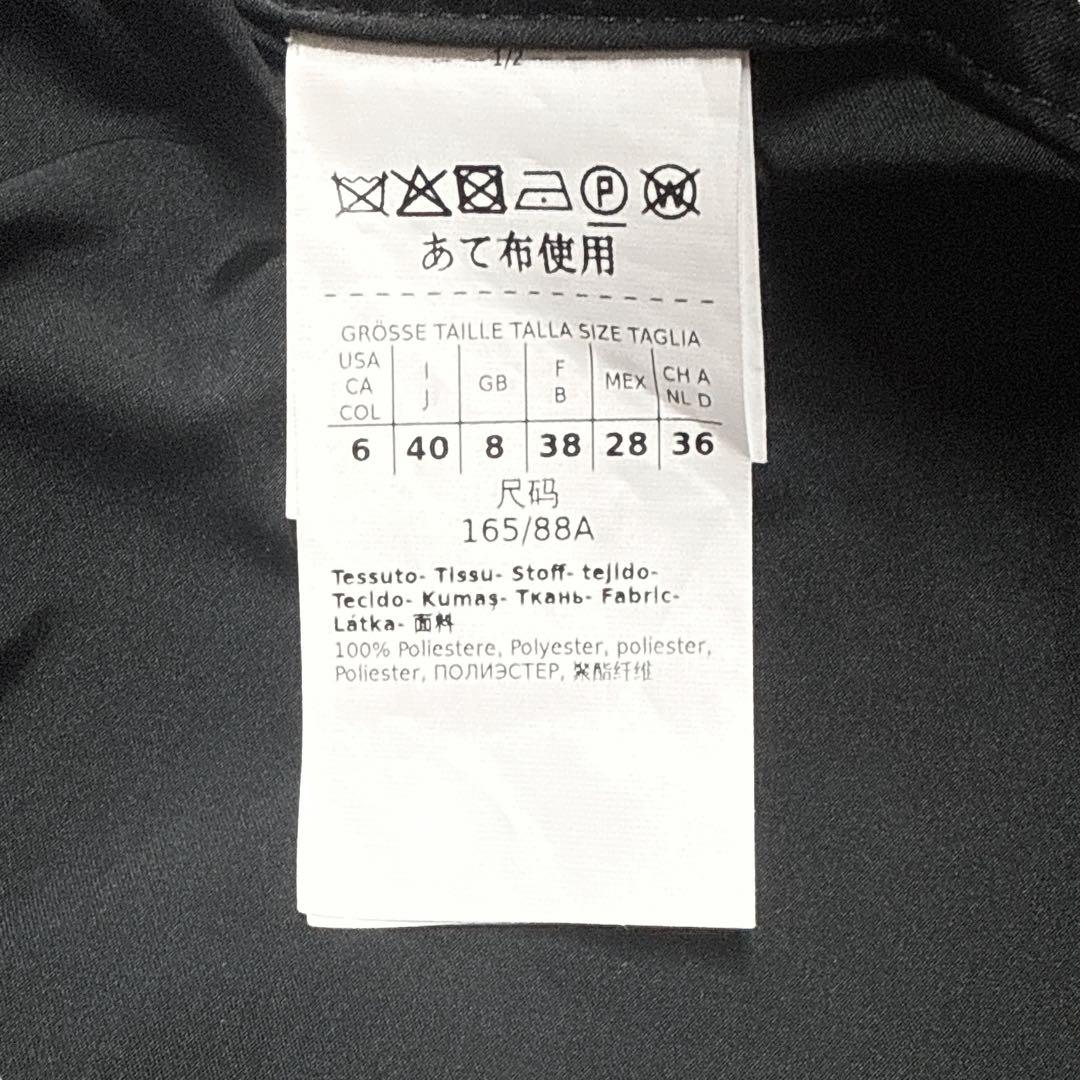 1/2
P W
あて布使用
GRÖSSE TAILLE TALLA SIZE TAGLIA
USA CA COL I J GB F B MEX CH A NL D
6 40 8 38 28 36
尺码
165/88A
Tessuto- Tissu- Stoff- tejido-
Tecido- Kumaş- Ткань- Fabric-
Látka- 面料
100% Poliestere, Polyester, poliester,
Poliester, ПОЛИЭСТЕР, 聚酯纤维